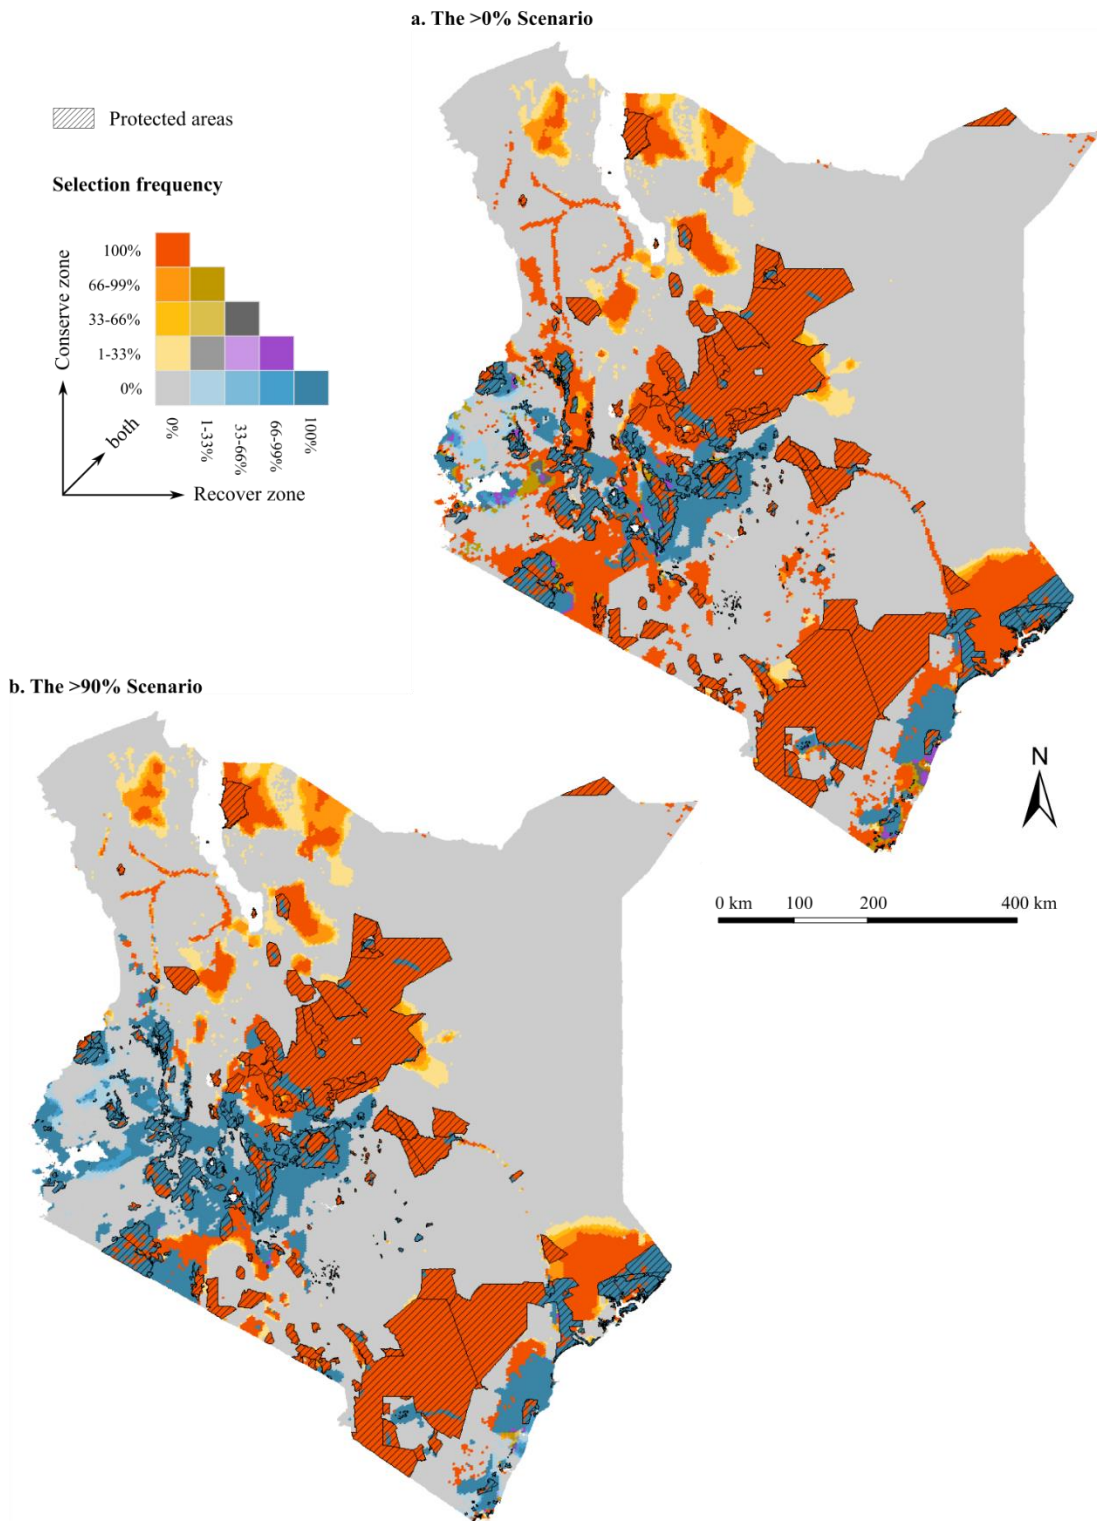 a. The >0% Scenario
Protected areas
Selection frequency
Conserve zone
100%
66-99%
33-66%
1-33%
0%
0%
1-33%
33-66%
66-99%
100%
both
Recover zone
b. The >90% Scenario
N
0 km 100 200 400 km